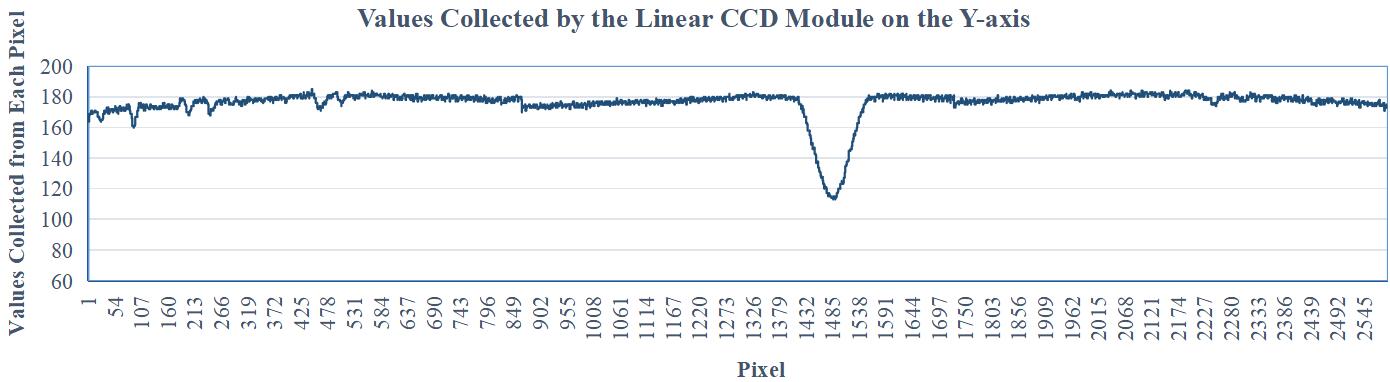 Values Collected by the Linear CCD Module on the Y-axis
Values Collected from Each Pixel
200
180
160
140
120
100
80
60
1 54 107 160 213 266 319 372 425 478 531 584 637 690 743 796 849 902 955 1008 1061 1114 1167 1220 1273 1326 1379 1432 1485 1538 1591 1644 1697 1750 1803 1856 1909 1962 2015 2068 2121 2174 2227 2280 2333 2386 2439 2492 2545
Pixel